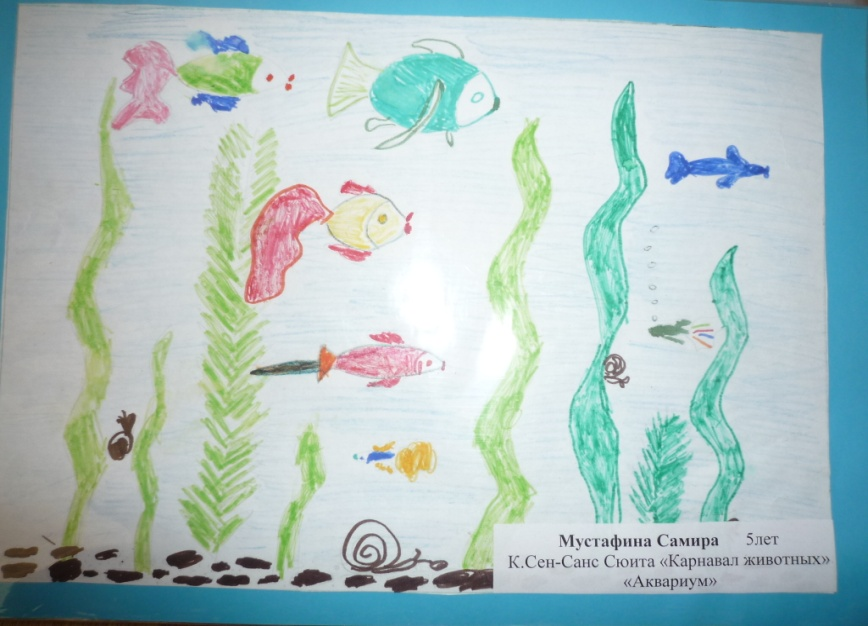 Мустафина Самира 5лет
К.Сен-Санс Сюита «Карнавал животных»
«Аквариум»